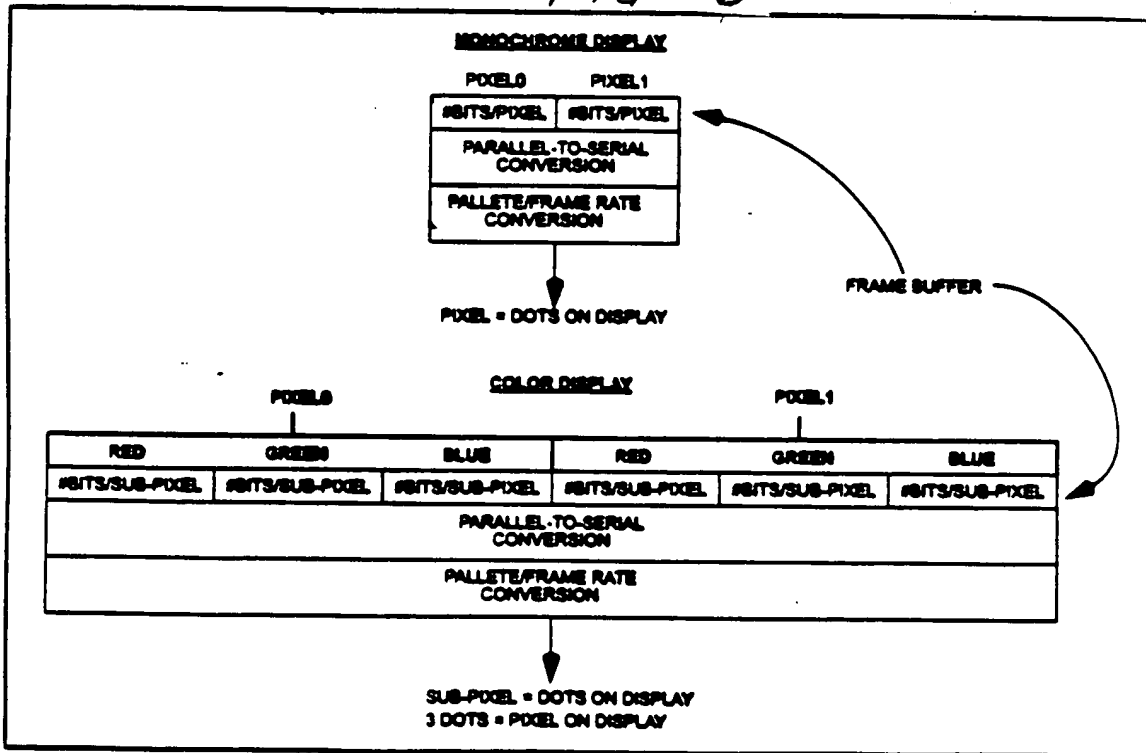 MONOCHROME DISPLAY
PIXEL0 PIXEL1
#BITS/PIXEL #BITS/PIXEL
PARALLEL-TO-SERIAL
CONVERSION
PALLETE/FRAME RATE
CONVERSION
FRAME BUFFER
PIXEL = DOTS ON DISPLAY
COLOR DISPLAY
PIXEL0 PIXEL1
RED GREEN BLUE RED GREEN BLUE
#BITS/SUB-PIXEL #BITS/SUB-PIXEL #BITS/SUB-PIXEL #BITS/SUB-PIXEL #BITS/SUB-PIXEL #BITS/SUB-PIXEL
PARALLEL-TO-SERIAL
CONVERSION
PALLETE/FRAME RATE
CONVERSION
SUB-PIXEL = DOTS ON DISPLAY
3 DOTS = PIXEL ON DISPLAY